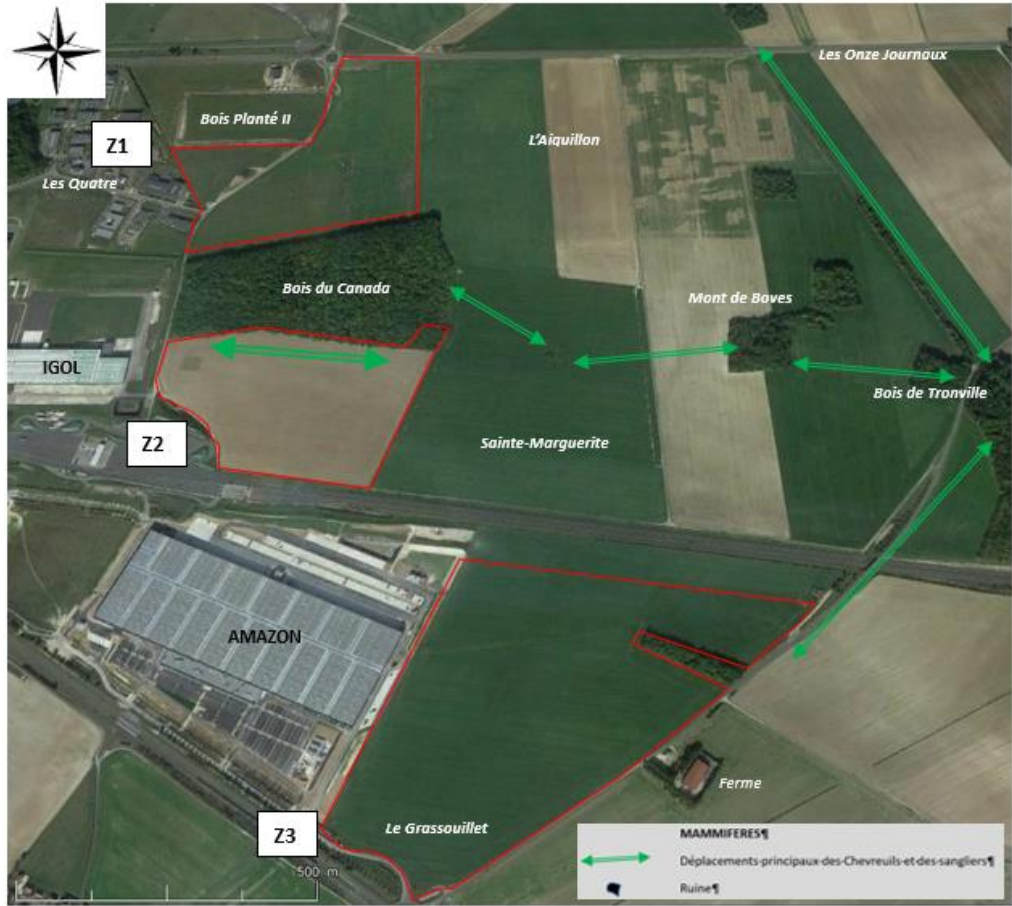 Les Onze Journaux
Bois Planté II
Z1
L'Aiguillon
Les Quatre
Bois du Canada
Mont de Boves
IGOL
Bois de Tronville
Z2
Sainte-Marguerite
AMAZON
Ferme
Z3
Le Grassouillet
500 m
MAMMIFERES¶
Déplacements·principaux·des·Chevreuils·et·des·sangliers¶
Ruine¶